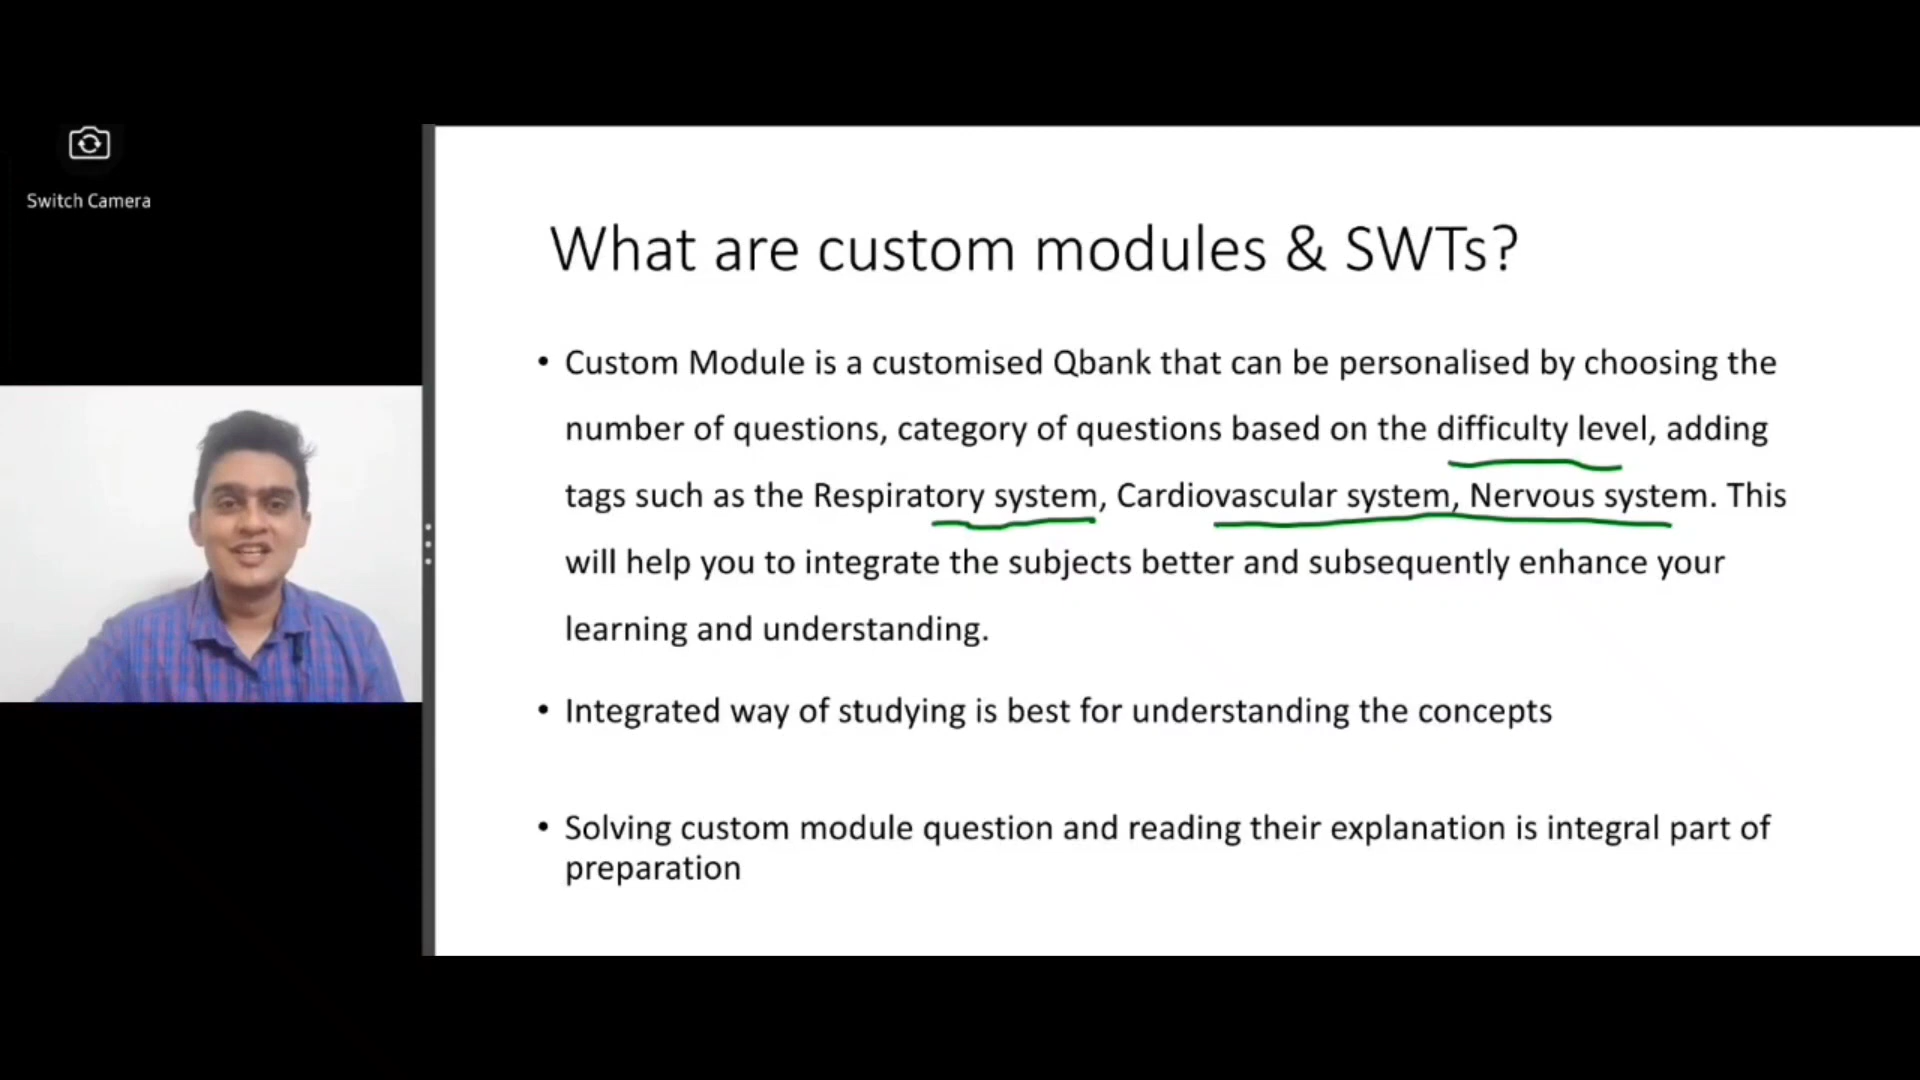 Switch Camera
What are custom modules & SWTs?
• Custom Module is a customised Qbank that can be personalised by choosing the
number of questions, category of questions based on the difficulty level, adding
tags such as the Respiratory system, Cardiovascular system, Nervous system. This
will help you to integrate the subjects better and subsequently enhance your
learning and understanding.
• Integrated way of studying is best for understanding the concepts
• Solving custom module question and reading their explanation is integral part of
preparation